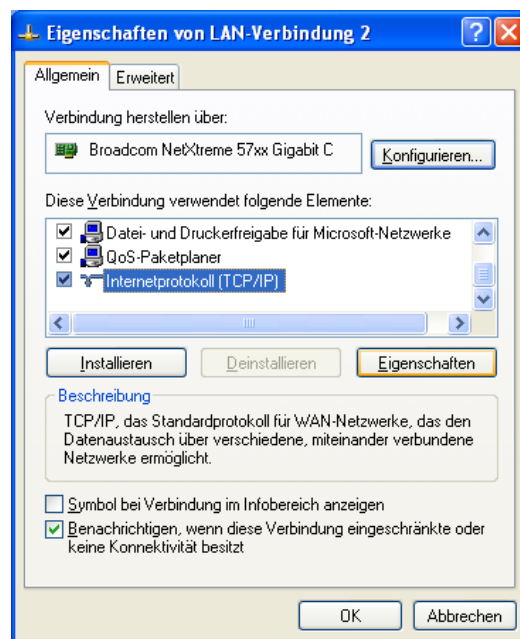 Eigenschaften von LAN-Verbindung 2
Allgemein
Erweitert
Verbindung herstellen über:
Broadcom NetXtreme 57xx Gigabit C
Konfigurieren...
Diese Verbindung verwendet folgende Elemente:
Datei- und Druckerfreigabe für Microsoft-Netzwerke
QoS-Paketplaner
Internetprotokoll (TCP/IP)
Installieren
Deinstallieren
Eigenschaften
Beschreibung
TCP/IP, das Standardprotokoll für WAN-Netzwerke, das den
Datenaustausch über verschiedene, miteinander verbundene
Netzwerke ermöglicht.
Symbol bei Verbindung im Infobereich anzeigen
Benachrichtigen, wenn diese Verbindung eingeschränkte oder
keine Konnektivität besitzt
OK
Abbrechen